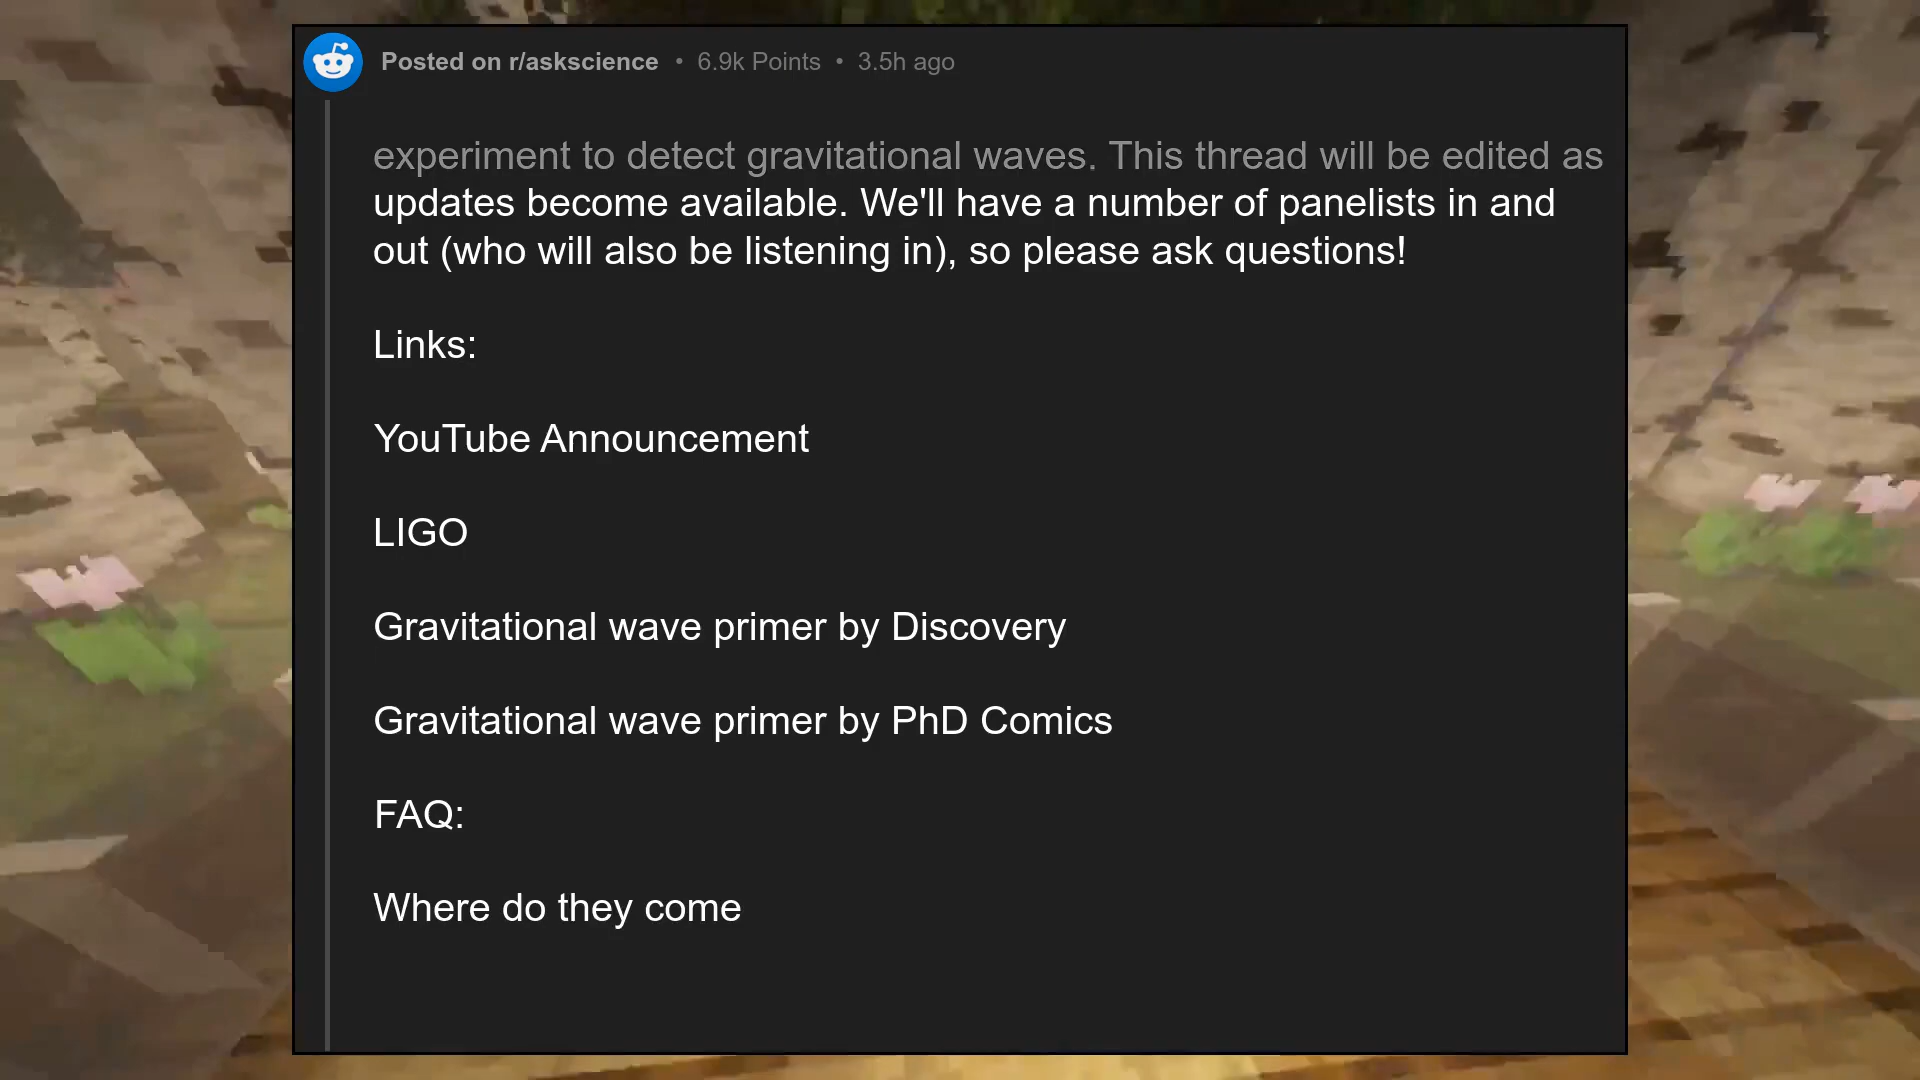 Posted on r/askscience • 6.9k Points • 3.5h ago
experiment to detect gravitational waves. This thread will be edited as
updates become available. We'll have a number of panelists in and
out (who will also be listening in), so please ask questions!
Links:
YouTube Announcement
LIGO
Gravitational wave primer by Discovery
Gravitational wave primer by PhD Comics
FAQ:
Where do they come